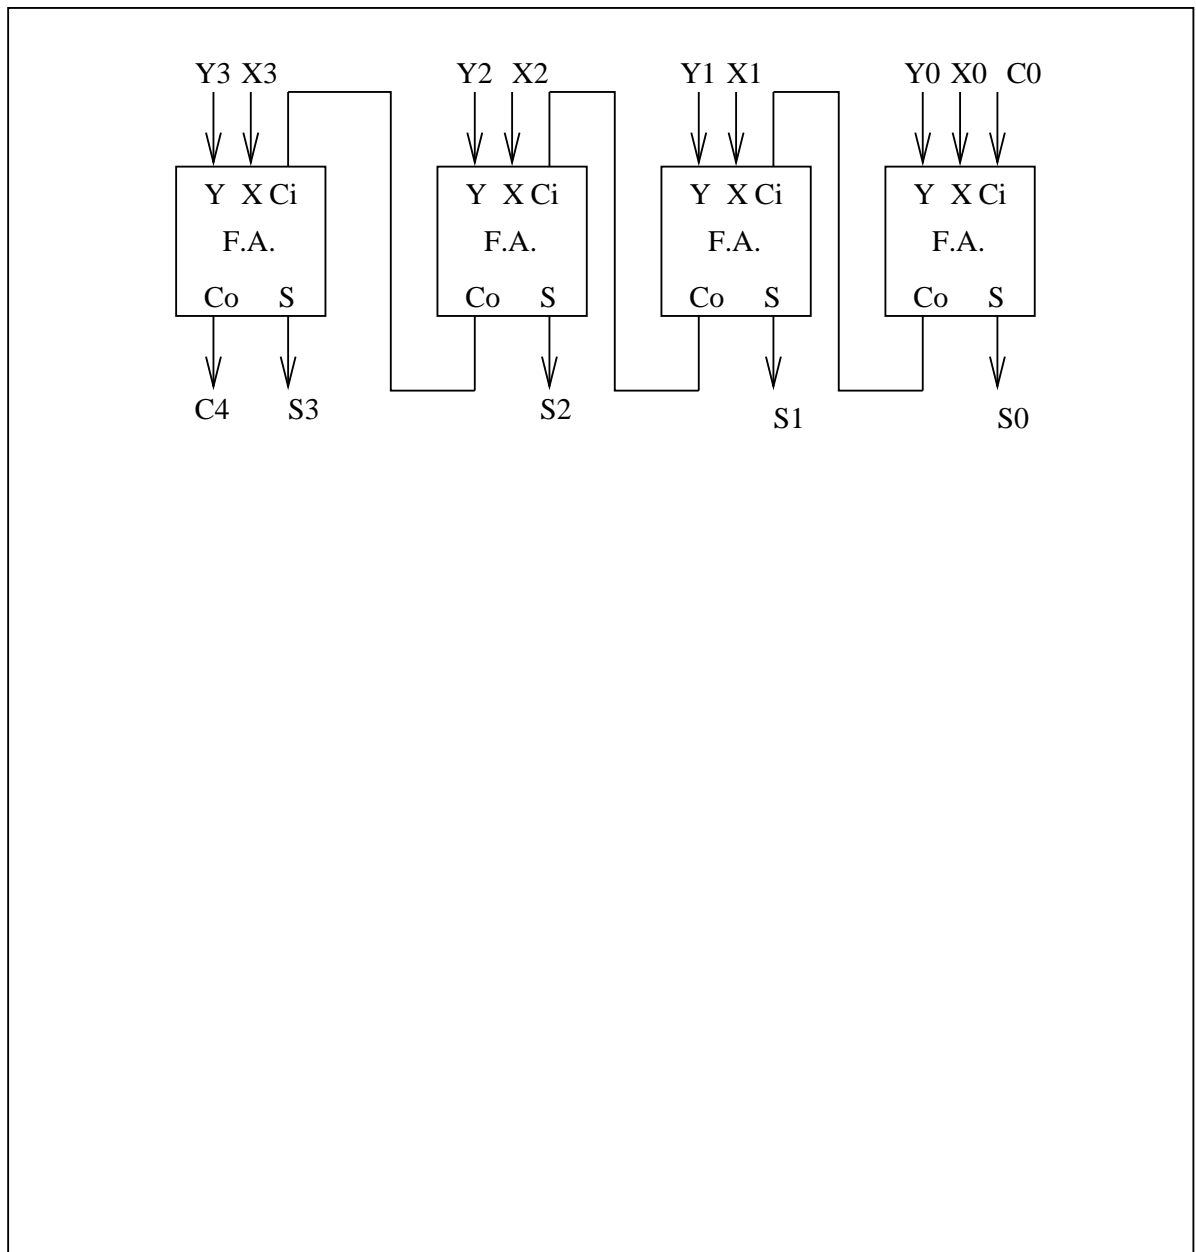 Y3 X3 Y2 X2 Y1 X1 Y0 X0 C0
Y X Ci Y X Ci Y X Ci Y X Ci
F.A. F.A. F.A. F.A.
Co S Co S Co S Co S
C4 S3 S2 S1 S0